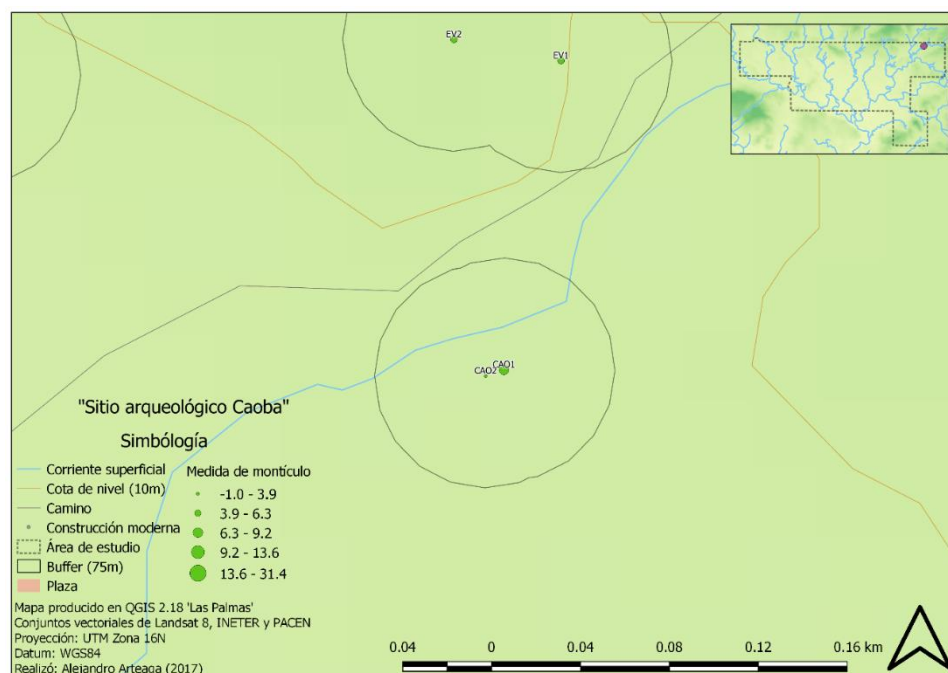 EV2
EV1
CAO1
CAO2
"Sitio arqueológico Caoba"
Simbólogía
Corriente superficial
Cota de nivel (10m)
Camino
Construcción moderna
Área de estudio
Buffer (75m)
Plaza
Medida de montículo
-1.0 - 3.9
3.9 - 6.3
6.3 - 9.2
9.2 - 13.6
13.6 - 31.4
Mapa producido en QGIS 2.18 'Las Palmas'
Conjuntos vectoriales de Landsat 8, INETER y PACEN
Proyección: UTM Zona 16N
Datum: WGS84
Realizó: Alejandro Arteaga (2017)
0.04 0 0.04 0.08 0.12 0.16 km